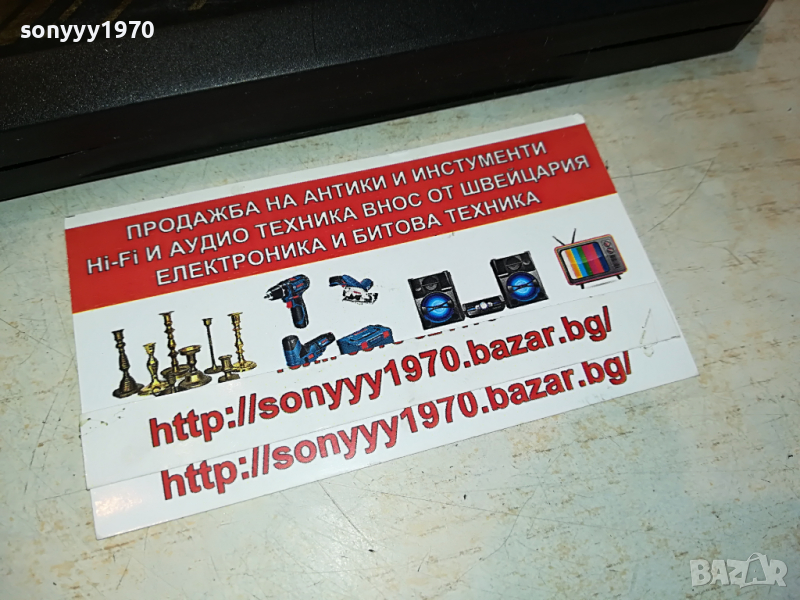 sonyyy1970
ПРОДАЖБА НА АНТИКИ И ИНСТУМЕНТИ
Hi-Fi И АУДИО ТЕХНИКА ВНОС ОТ ШВЕЙЦАРИЯ
ЕЛЕКТРОНИКА И БИТОВА ТЕХНИКА
http://sonyyy1970.bazar.bg/
http://sonyyy1970.bazar.bg/
BAZAR